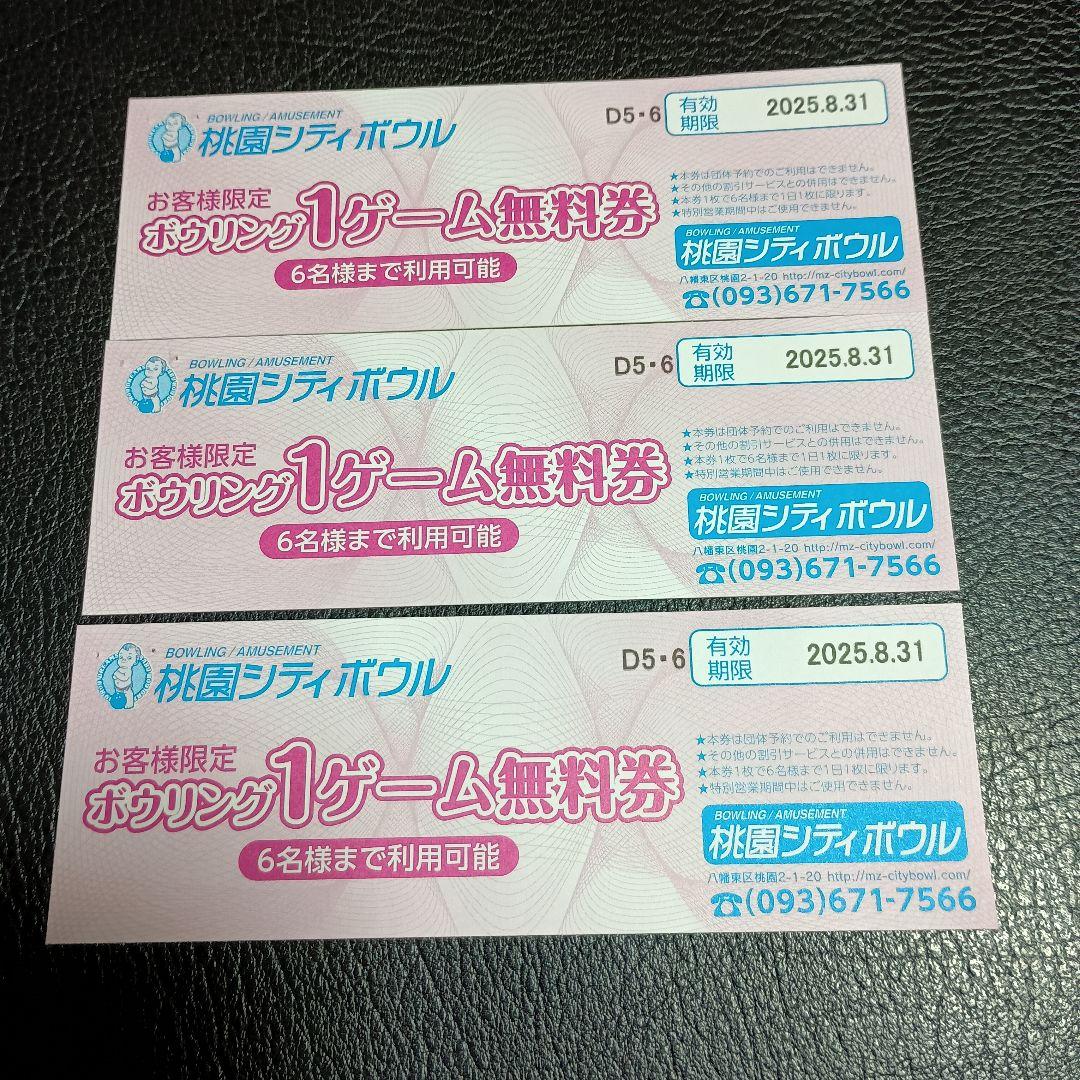 BOWLING / AMUSEMENT
桃園シティボウル
D5・6
有効
期限
2025.8.31
お客様限定
ボウリング1ゲーム無料券
6名様まで利用可能
★本券は団体予約でのご利用はできません。
★その他の割引サービスとの併用はできません。
★本券1枚で6名様まで1日1枚に限ります。
★特別営業期間中はご使用できません。
BOWLING / AMUSEMENT
桃園シティボウル
八幡東区桃園2-1-20 http://mz-citybowl.com/
☎(093)671-7566
BOWLING / AMUSEMENT
桃園シティボウル
D5・6
有効
期限
2025.8.31
お客様限定
ボウリング1ゲーム無料券
6名様まで利用可能
★本券は団体予約でのご利用はできません。
★その他の割引サービスとの併用はできません。
★本券1枚で6名様まで1日1枚に限ります。
★特別営業期間中はご使用できません。
BOWLING / AMUSEMENT
桃園シティボウル
八幡東区桃園2-1-20 http://mz-citybowl.com/
☎(093)671-7566
BOWLING / AMUSEMENT
桃園シティボウル
D5・6
有効
期限
2025.8.31
お客様限定
ボウリング1ゲーム無料券
6名様まで利用可能
★本券は団体予約でのご利用はできません。
★その他の割引サービスとの併用はできません。
★本券1枚で6名様まで1日1枚に限ります。
★特別営業期間中はご使用できません。
BOWLING / AMUSEMENT
桃園シティボウル
八幡東区桃園2-1-20 http://mz-citybowl.com/
☎(093)671-7566